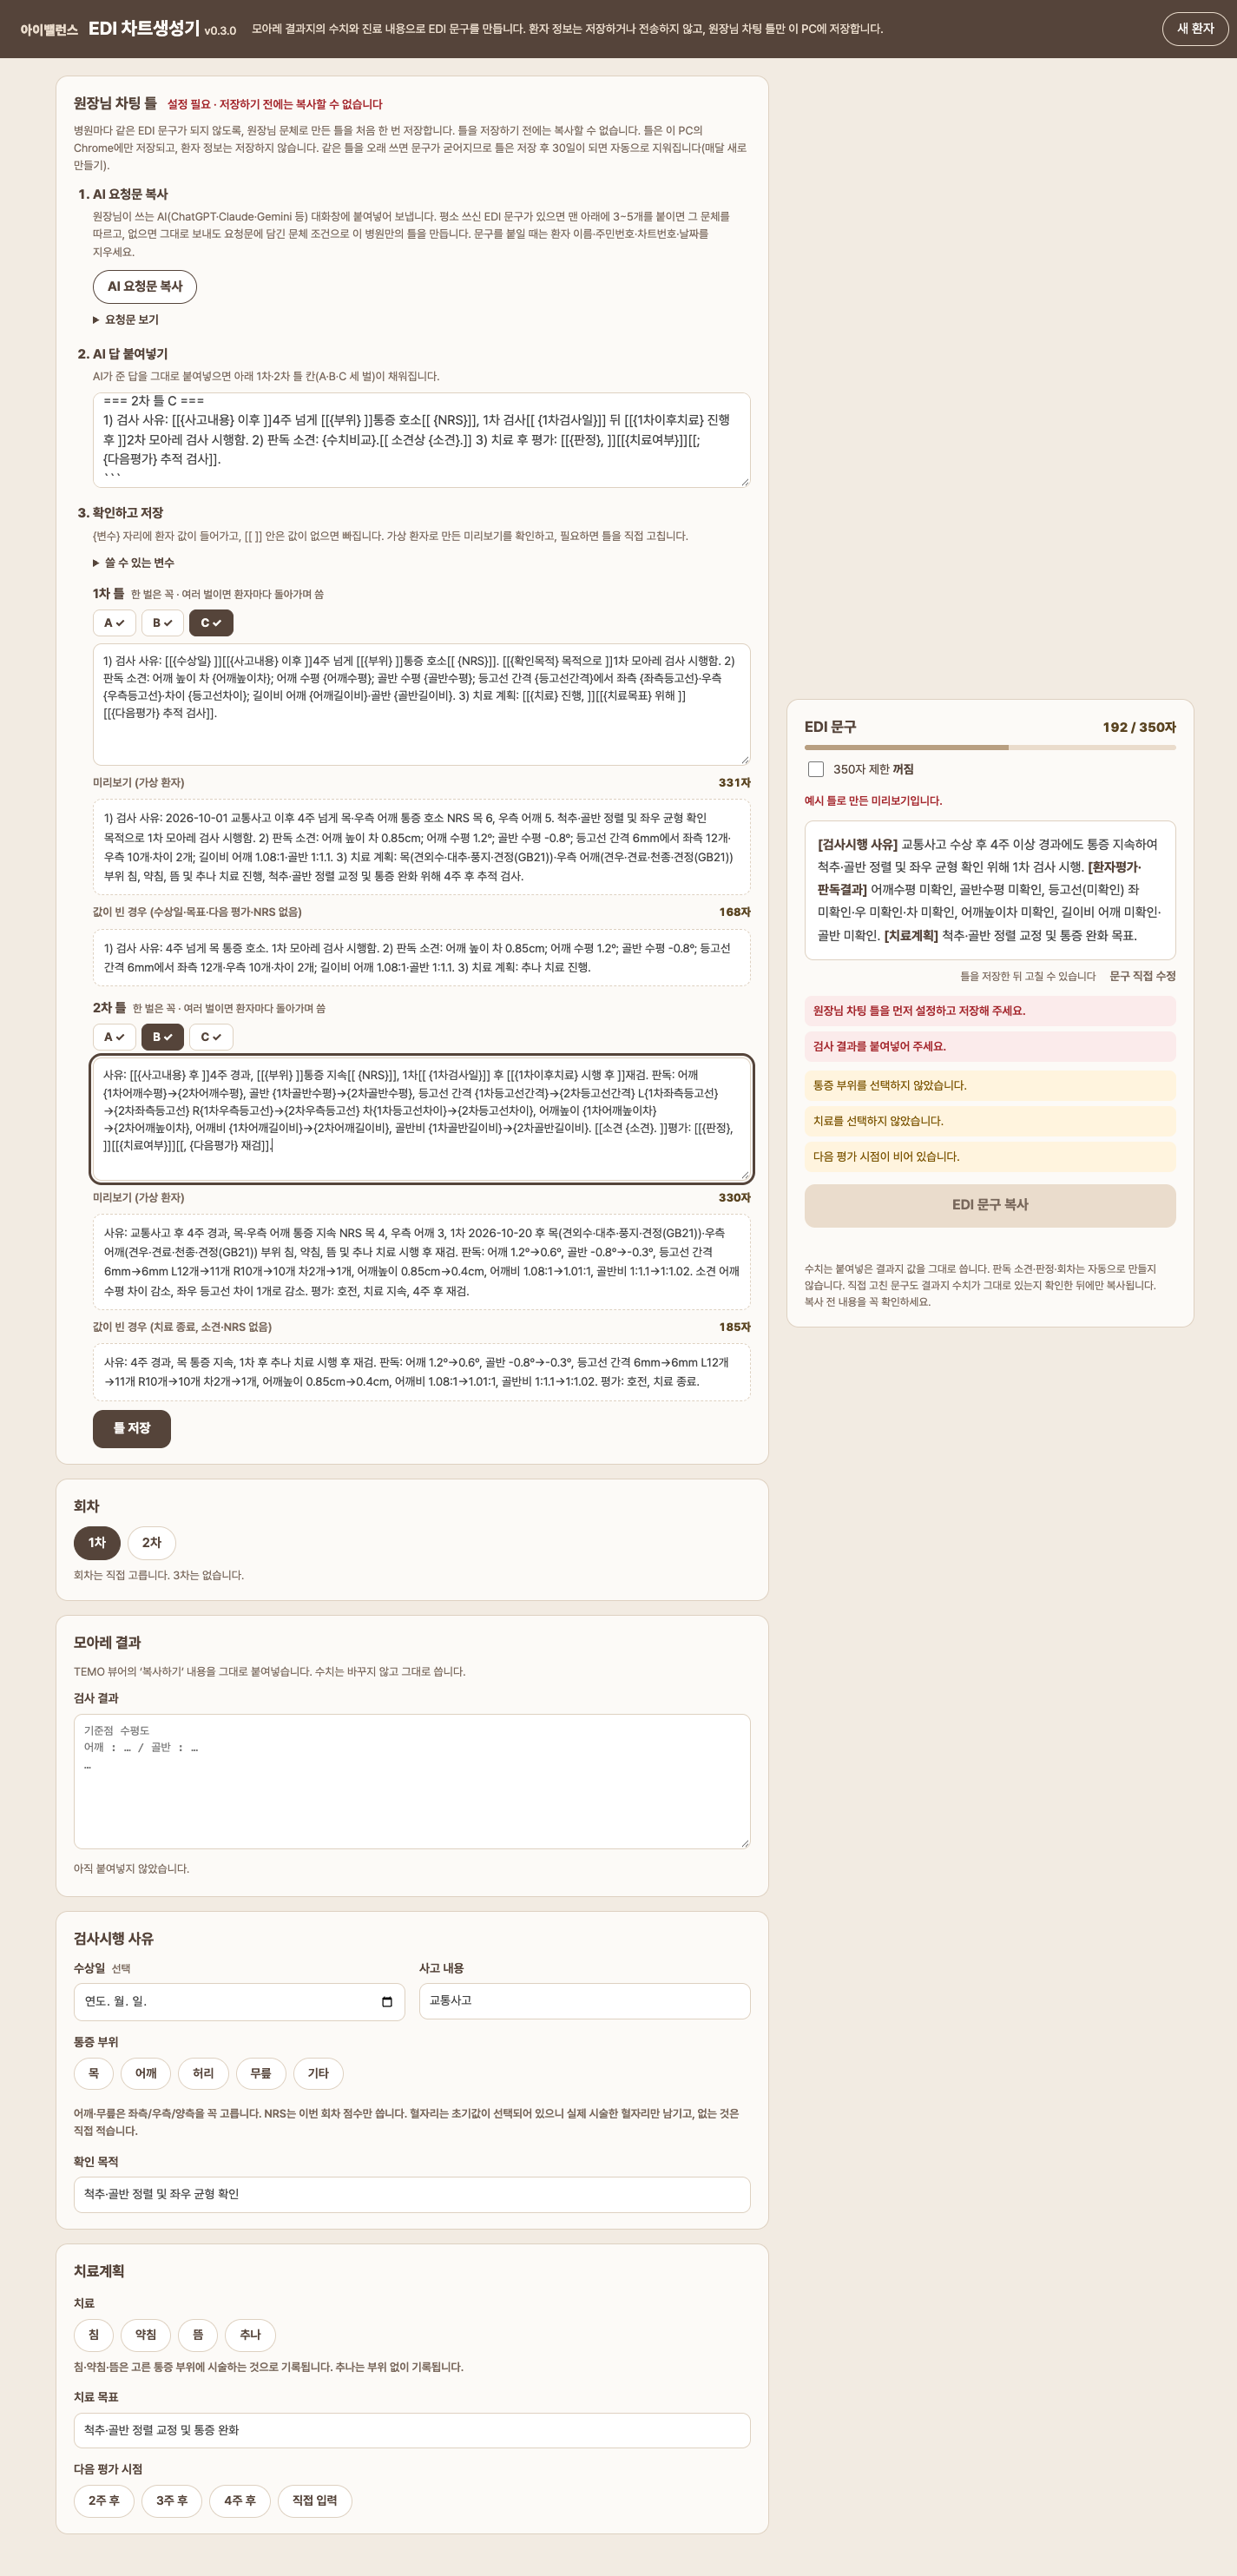 아이밸런스 EDI 차트생성기 v0.3.0 모아레 결과지의 수치와 진료 내용으로 EDI 문구를 만듭니다. 환자 정보는 저장하거나 전송하지 않고, 원장님 차팅 틀만 이 PC에 저장합니다. 새 환자
원장님 차팅 틀 설정 필요 · 저장하기 전에는 복사할 수 없습니다
병원마다 같은 EDI 문구가 되지 않도록, 원장님 문체로 만든 틀을 처음 한 번 저장합니다. 틀을 저장하기 전에는 복사할 수 없습니다. 틀은 이 PC의
Chrome에만 저장되고, 환자 정보는 저장하지 않습니다. 같은 틀을 오래 쓰면 문구가 굳어지므로 틀은 저장 후 30일이 되면 자동으로 지워집니다(매달 새로
만들기).
1. AI 요청문 복사
원장님이 쓰는 AI(ChatGPT·Claude·Gemini 등) 대화창에 붙여넣어 보냅니다. 평소 쓰신 EDI 문구가 있으면 맨 아래에 3~5개를 붙이면 그 문체를
따르고, 없으면 그대로 보내도 요청문에 담긴 문체 조건으로 이 병원만의 틀을 만듭니다. 문구를 붙일 때는 환자 이름·주민번호·차트번호·날짜를
지우세요.
AI 요청문 복사
▶ 요청문 보기
2. AI 답 붙여넣기
AI가 준 답을 그대로 붙여넣으면 아래 1차·2차 틀 칸(A·B·C 세 벌)이 채워집니다.
=== 2차 틀 C ===
1) 검사 사유: [[{사고내용} 이후 ]]4주 넘게 [[{부위} ]]통증 호소[[ {NRS}]], 1차 검사[[ {1차검사일}]] 뒤 [[{1차이후치료} 진행
후 ]]2차 모아레 검사 시행함. 2) 판독 소견: {수치비교}.[[ 소견상 {소견}.]] 3) 치료 후 평가: [[{판정}, ]][[{치료여부}]][[;
{다음평가} 추적 검사]].
```
3. 확인하고 저장
{변수} 자리에 환자 값이 들어가고, [[ ]] 안은 값이 없으면 빠집니다. 가상 환자로 만든 미리보기를 확인하고, 필요하면 틀을 직접 고칩니다.
▶ 쓸 수 있는 변수
1차 틀 한 벌은 꼭 · 여러 벌이면 환자마다 돌아가며 씀
A ✓ B ✓ C ✓
1) 검사 사유: [[{수상일} ]][[{사고내용} 이후 ]]4주 넘게 [[{부위} ]]통증 호소[[ {NRS}]]. [[{확인목적} 목적으로 ]]1차 모아레 검사 시행함. 2)
판독 소견: 어깨 높이 차 {어깨높이차}; 어깨 수평 {어깨수평}; 골반 수평 {골반수평}; 등고선 간격 {등고선간격}에서 좌측 {좌측등고선}·우측
{우측등고선}·차이 {등고선차이}; 길이비 어깨 {어깨길이비}·골반 {골반길이비}. 3) 치료 계획: [[{치료} 진행, ]][[{치료목표} 위해 ]]
[[{다음평가} 추적 검사]].
미리보기 (가상 환자) 331자
1) 검사 사유: 2026-10-01 교통사고 이후 4주 넘게 목·우측 어깨 통증 호소 NRS 목 6, 우측 어깨 5. 척추·골반 정렬 및 좌우 균형 확인
목적으로 1차 모아레 검사 시행함. 2) 판독 소견: 어깨 높이 차 0.85cm; 어깨 수평 1.2º; 골반 수평 -0.8º; 등고선 간격 6mm에서 좌측 12개·
우측 10개·차이 2개; 길이비 어깨 1.08:1·골반 1:1.1. 3) 치료 계획: 목(견외수·대추·풍지·견정(GB21))·우측 어깨(견우·견료·천종·견정(GB21))
부위 침, 약침, 뜸 및 추나 치료 진행, 척추·골반 정렬 교정 및 통증 완화 위해 4주 후 추적 검사.
값이 빈 경우 (수상일·목표·다음 평가·NRS 없음) 168자
1) 검사 사유: 4주 넘게 목 통증 호소. 1차 모아레 검사 시행함. 2) 판독 소견: 어깨 높이 차 0.85cm; 어깨 수평 1.2º; 골반 수평 -0.8º; 등고선
간격 6mm에서 좌측 12개·우측 10개·차이 2개; 길이비 어깨 1.08:1·골반 1:1.1. 3) 치료 계획: 추나 치료 진행.
2차 틀 한 벌은 꼭 · 여러 벌이면 환자마다 돌아가며 씀
A ✓ B ✓ C ✓
사유: [[{사고내용} 후 ]]4주 경과, [[{부위} ]]통증 지속[[ {NRS}]], 1차[[ {1차검사일}]] 후 [[{1차이후치료} 시행 후 ]]재검. 판독: 어깨
{1차어깨수평}→{2차어깨수평}, 골반 {1차골반수평}→{2차골반수평}, 등고선 간격 {1차등고선간격}→{2차등고선간격} L{1차좌측등고선}
→{2차좌측등고선} R{1차우측등고선}→{2차우측등고선} 차{1차등고선차이}→{2차등고선차이}, 어깨높이 {1차어깨높이차}
→{2차어깨높이차}, 어깨비 {1차어깨길이비}→{2차어깨길이비}, 골반비 {1차골반길이비}→{2차골반길이비}. [[소견 {소견}. ]]평가: [[{판정},
]][[{치료여부}]][[, {다음평가} 재검]].
미리보기 (가상 환자) 330자
사유: 교통사고 후 4주 경과, 목·우측 어깨 통증 지속 NRS 목 4, 우측 어깨 3, 1차 2026-10-20 후 목(견외수·대추·풍지·견정(GB21))·우측
어깨(견우·견료·천종·견정(GB21)) 부위 침, 약침, 뜸 및 추나 치료 시행 후 재검. 판독: 어깨 1.2º→0.6º, 골반 -0.8º→-0.3º, 등고선 간격
6mm→6mm L12개→11개 R10개→10개 차2개→1개, 어깨높이 0.85cm→0.4cm, 어깨비 1.08:1→1.01:1, 골반비 1:1.1→1:1.02. 소견 어깨
수평 차이 감소, 좌우 등고선 차이 1개로 감소. 평가: 호전, 치료 지속, 4주 후 재검.
값이 빈 경우 (치료 종료, 소견·NRS 없음) 185자
사유: 4주 경과, 목 통증 지속, 1차 후 추나 치료 시행 후 재검. 판독: 어깨 1.2º→0.6º, 골반 -0.8º→-0.3º, 등고선 간격 6mm→6mm L12개
→11개 R10개→10개 차2개→1개, 어깨높이 0.85cm→0.4cm, 어깨비 1.08:1→1.01:1, 골반비 1:1.1→1:1.02. 평가: 호전, 치료 종료.
틀 저장
회차
1차 2차
회차는 직접 고릅니다. 3차는 없습니다.
모아레 결과
TEMO 뷰어의 '복사하기' 내용을 그대로 붙여넣습니다. 수치는 바꾸지 않고 그대로 씁니다.
검사 결과
기준점 수평도
어깨 : … / 골반 : …
…
아직 붙여넣지 않았습니다.
검사시행 사유
수상일 선택 사고 내용
연도. 월. 일. 교통사고
통증 부위
목 어깨 허리 무릎 기타
어깨·무릎은 좌측/우측/양측을 꼭 고릅니다. NRS는 이번 회차 점수만 씁니다. 혈자리는 초기값이 선택되어 있으니 실제 시술한 혈자리만 남기고, 없는 것은
직접 적습니다.
확인 목적
척추·골반 정렬 및 좌우 균형 확인
치료계획
치료
침 약침 뜸 추나
침·약침·뜸은 고른 통증 부위에 시술하는 것으로 기록됩니다. 추나는 부위 없이 기록됩니다.
치료 목표
척추·골반 정렬 교정 및 통증 완화
다음 평가 시점
2주 후 3주 후 4주 후 직접 입력
EDI 문구 192 / 350자
350자 제한 꺼짐
예시 틀로 만든 미리보기입니다.
[검사시행 사유] 교통사고 수상 후 4주 이상 경과에도 통증 지속하여
척추·골반 정렬 및 좌우 균형 확인 위해 1차 검사 시행. [환자평가·
판독결과] 어깨수평 미확인, 골반수평 미확인, 등고선(미확인) 좌
미확인·우 미확인·차 미확인, 어깨높이차 미확인, 길이비 어깨 미확인·
골반 미확인. [치료계획] 척추·골반 정렬 교정 및 통증 완화 목표.
틀을 저장한 뒤 고칠 수 있습니다 문구 직접 수정
원장님 차팅 틀을 먼저 설정하고 저장해 주세요.
검사 결과를 붙여넣어 주세요.
통증 부위를 선택하지 않았습니다.
치료를 선택하지 않았습니다.
다음 평가 시점이 비어 있습니다.
EDI 문구 복사
수치는 붙여넣은 결과지 값을 그대로 씁니다. 판독 소견·판정·회차는 자동으로 만들지
않습니다. 직접 고친 문구도 결과지 수치가 그대로 있는지 확인한 뒤에만 복사됩니다.
복사 전 내용을 꼭 확인하세요.